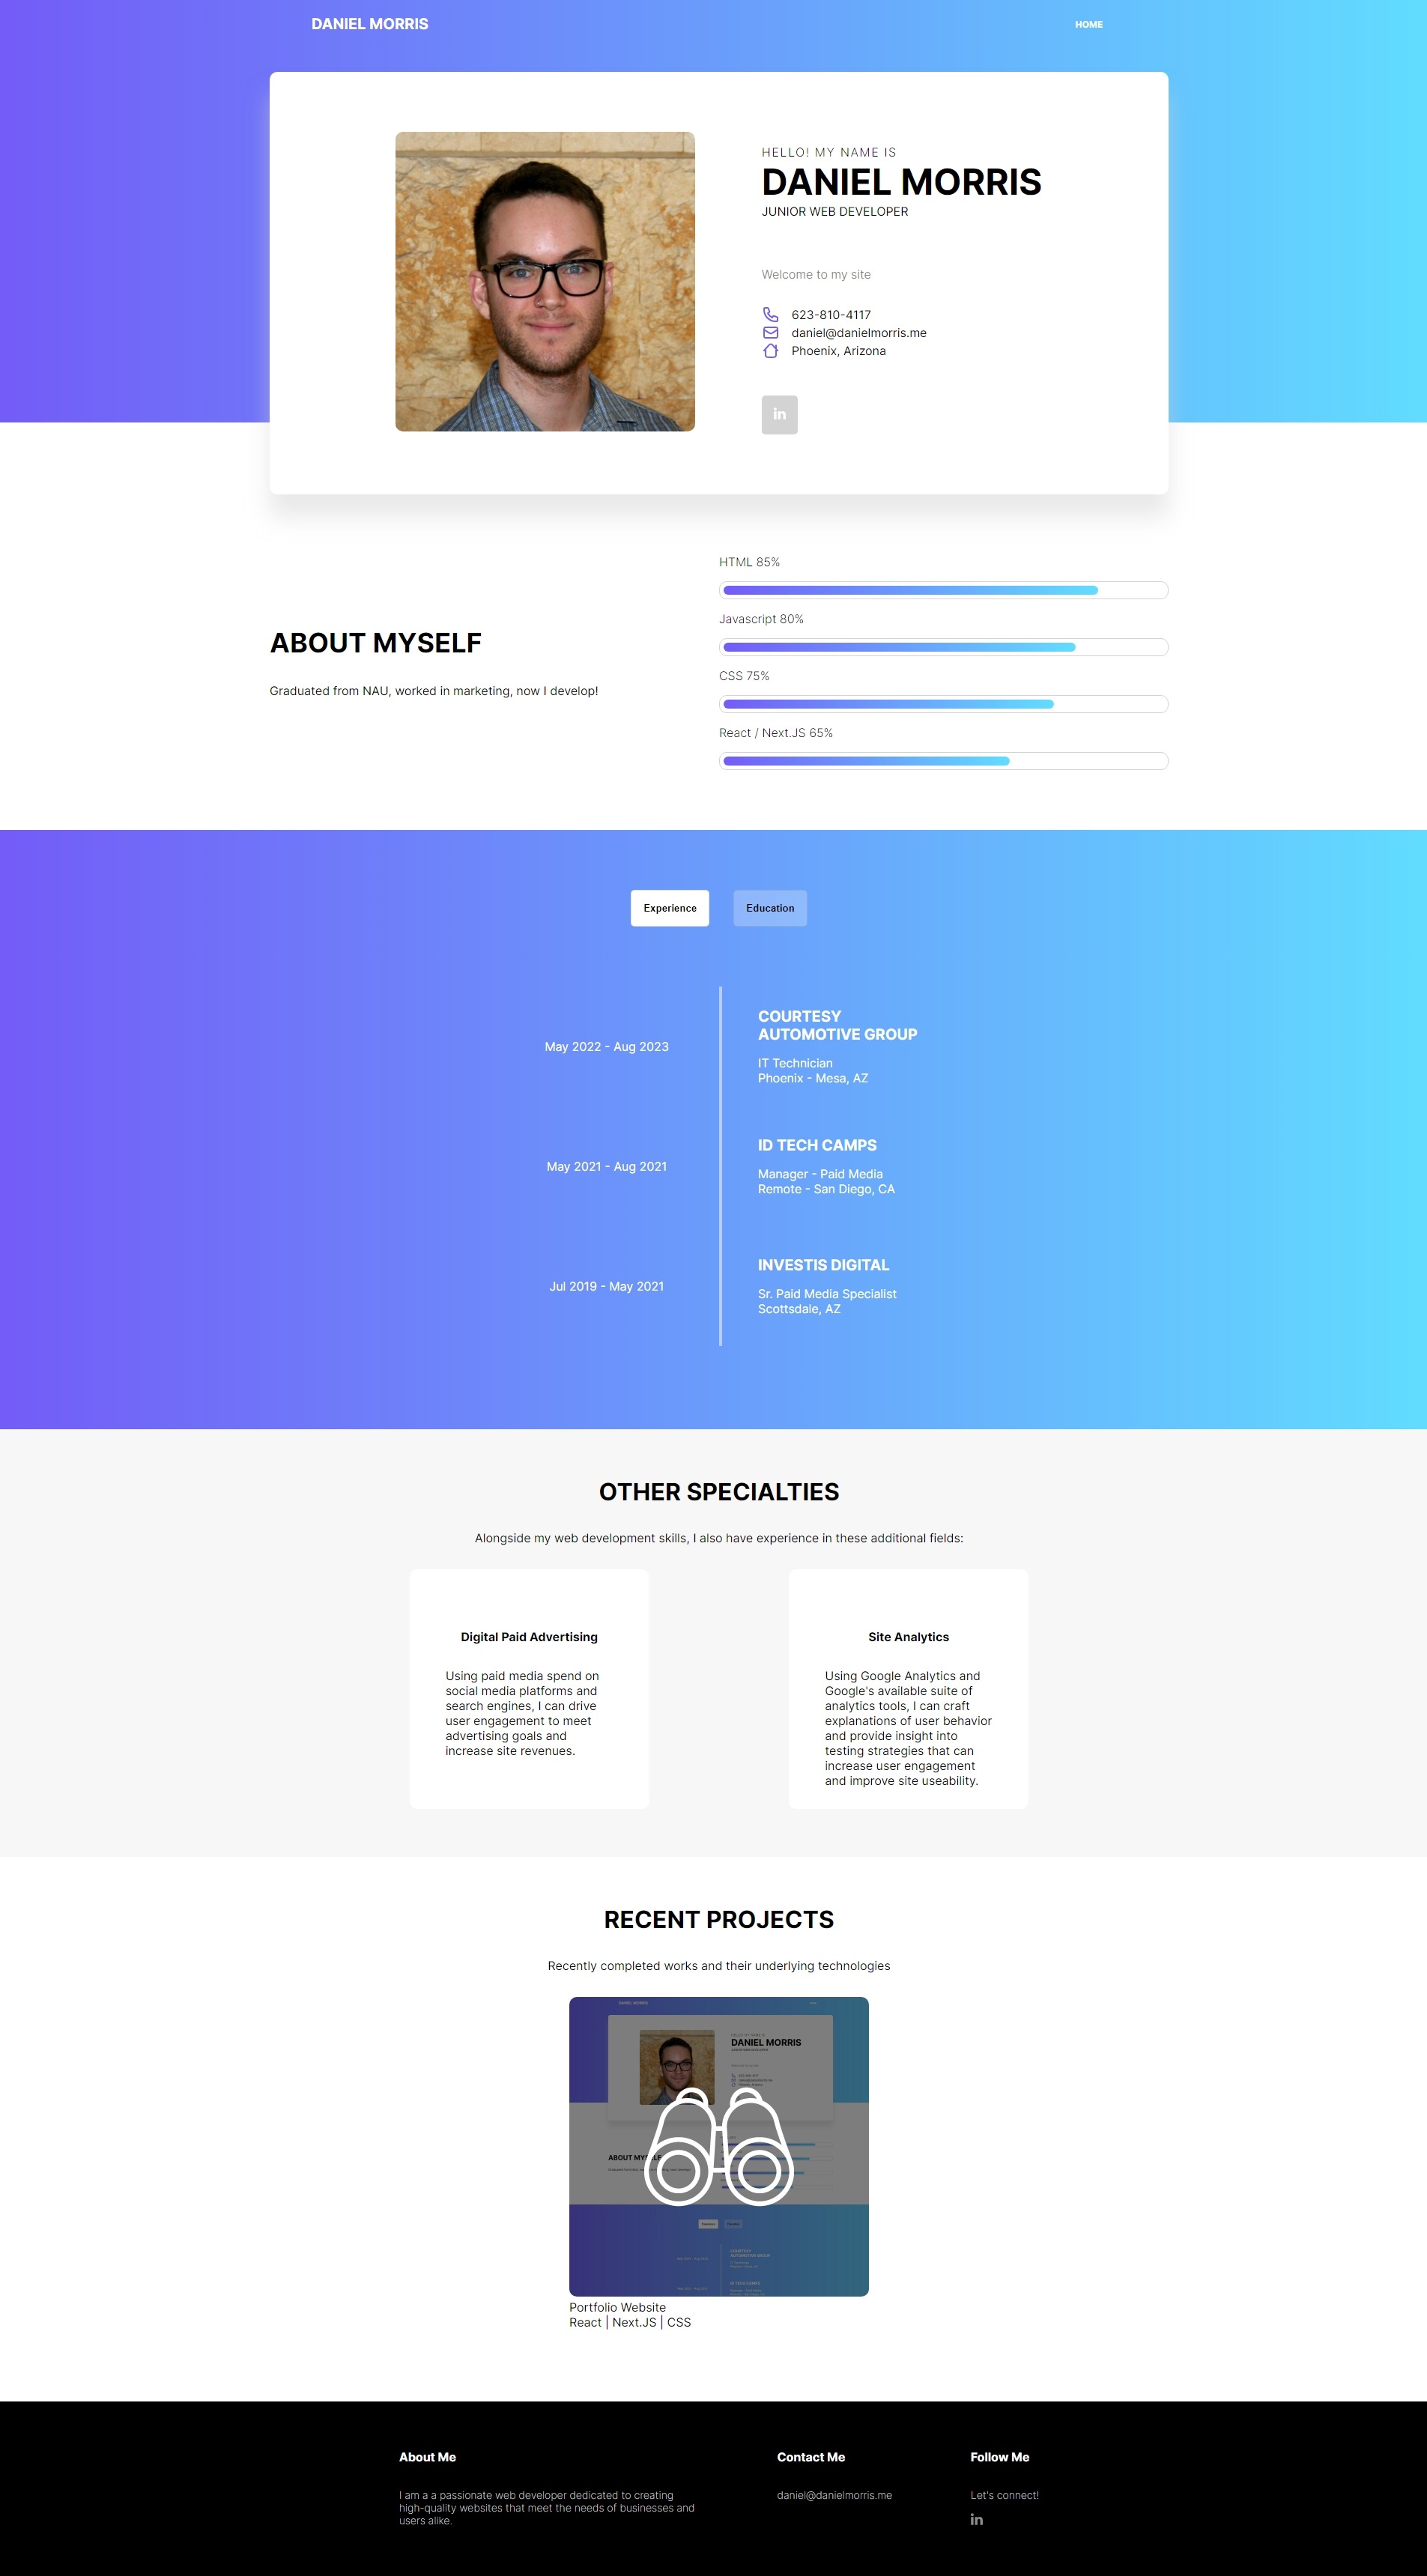 DANIEL MORRIS
HOME
HELLO! MY NAME IS
DANIEL MORRIS
JUNIOR WEB DEVELOPER
Welcome to my site
623-810-4117
daniel@danielmorris.me
Phoenix, Arizona
in
ABOUT MYSELF
Graduated from NAU, worked in marketing, now I develop!
HTML 85%
Javascript 80%
CSS 75%
React / Next.JS 65%
Experience
Education
May 2022 - Aug 2023
COURTESY
AUTOMOTIVE GROUP
IT Technician
Phoenix - Mesa, AZ
May 2021 - Aug 2021
ID TECH CAMPS
Manager - Paid Media
Remote - San Diego, CA
Jul 2019 - May 2021
INVESTIS DIGITAL
Sr. Paid Media Specialist
Scottsdale, AZ
OTHER SPECIALTIES
Alongside my web development skills, I also have experience in these additional fields:
Digital Paid Advertising
Using paid media spend on
social media platforms and
search engines, I can drive
user engagement to meet
advertising goals and
increase site revenues.
Site Analytics
Using Google Analytics and
Google's available suite of
analytics tools, I can craft
explanations of user behavior
and provide insight into
testing strategies that can
increase user engagement
and improve site useability.
RECENT PROJECTS
Recently completed works and their underlying technologies
DANIEL MORRIS
DANIEL MORRIS
Portfolio Website
React | Next.JS | CSS
About Me
I am a a passionate web developer dedicated to creating
high-quality websites that meet the needs of businesses and
users alike.
Contact Me
daniel@danielmorris.me
Follow Me
Let's connect!
in